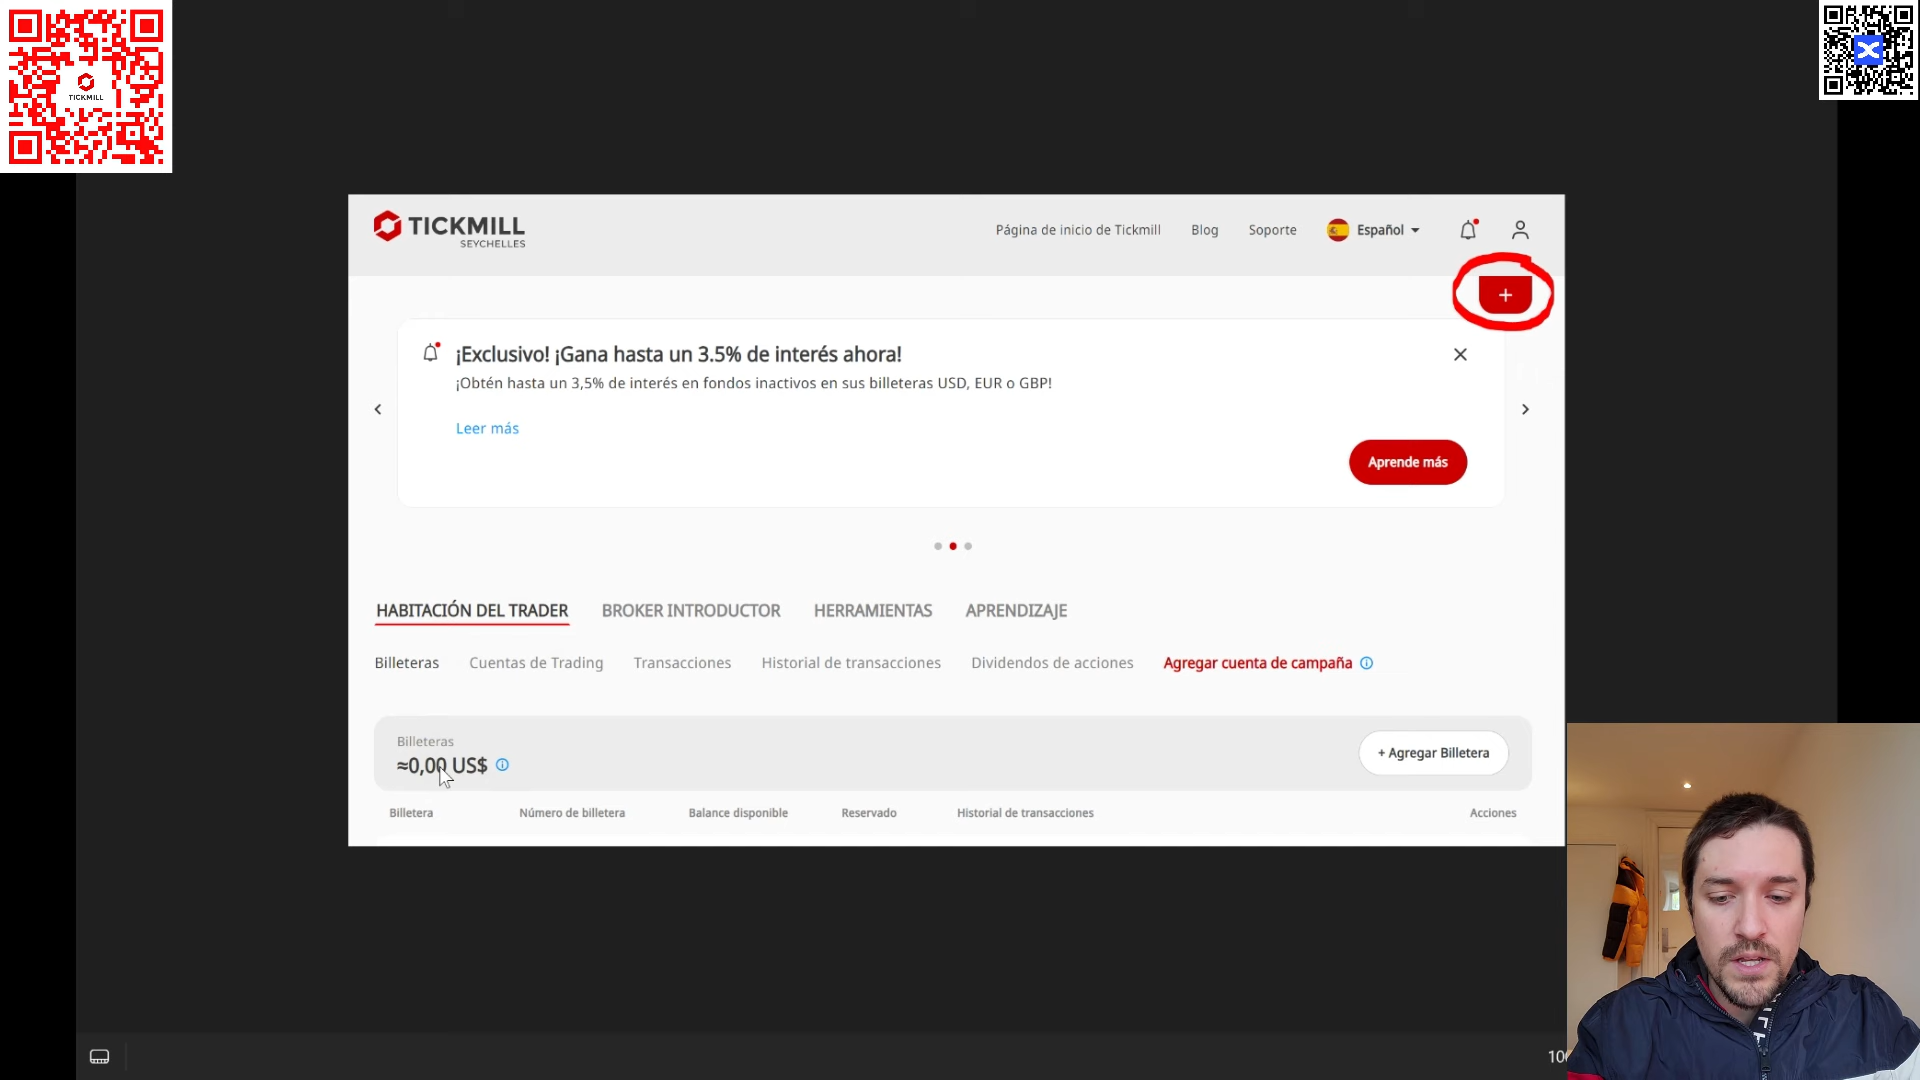 TICKMILL
TICKMILL
SEYCHELLES
Página de inicio de Tickmill
Blog
Soporte
Español
+
¡Exclusivo! ¡Gana hasta un 3.5% de interés ahora!
¡Obtén hasta un 3,5% de interés en fondos inactivos en sus billeteras USD, EUR o GBP!
Leer más
Aprende más
HABITACIÓN DEL TRADER
BROKER INTRODUCTOR
HERRAMIENTAS
APRENDIZAJE
Billeteras
Cuentas de Trading
Transacciones
Historial de transacciones
Dividendos de acciones
Agregar cuenta de campaña
Billeteras
≈0,00 US$
+ Agregar Billetera
Billetera
Número de billetera
Balance disponible
Reservado
Historial de transacciones
Acciones